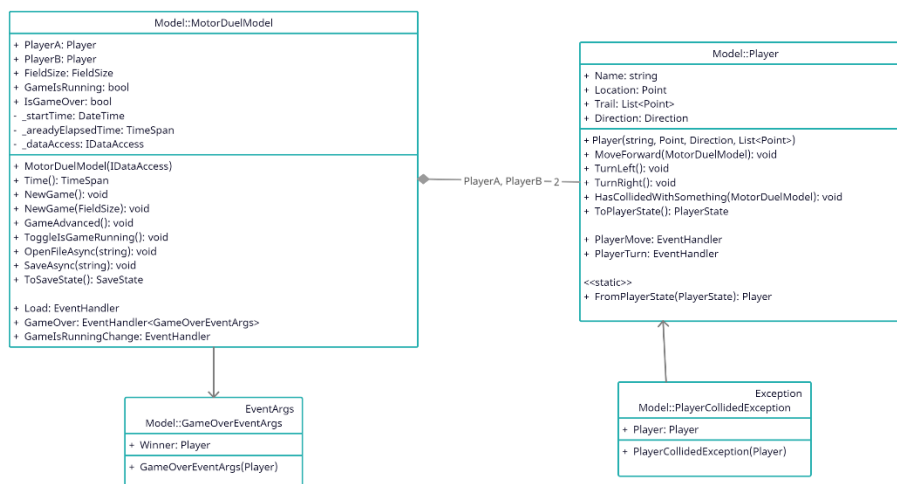 Model::MotorDuelModel
+ PlayerA: Player
+ PlayerB: Player
+ FieldSize: FieldSize
+ GameIsRunning: bool
+ IsGameOver: bool
- _startTime: DateTime
- _areadyElapsedTime: TimeSpan
- _dataAccess: IDataAccess
+ MotorDuelModel(IDataAccess)
+ Time(): TimeSpan
+ NewGame(): void
+ NewGame(FieldSize): void
+ GameAdvanced(): void
+ ToggleIsGameRunning(): void
+ OpenFileAsync(string): void
+ SaveAsync(string): void
+ ToSaveState(): SaveState
+ Load: EventHandler
+ GameOver: EventHandler<GameOverEventArgs>
+ GameIsRunningChange: EventHandler
PlayerA, PlayerB
2
Model::Player
+ Name: string
+ Location: Point
+ Trail: List<Point>
+ Direction: Direction
+ Player(string, Point, Direction, List<Point>)
+ MoveForward(MotorDuelModel): void
+ TurnLeft(): void
+ TurnRight(): void
+ HasCollidedWithSomething(MotorDuelModel): void
+ ToPlayerState(): PlayerState
+ PlayerMove: EventHandler
+ PlayerTurn: EventHandler
<<static>>
+ FromPlayerState(PlayerState): Player
EventArgs
Model::GameOverEventArgs
+ Winner: Player
+ GameOverEventArgs(Player)
Exception
Model::PlayerCollidedException
+ Player: Player
+ PlayerCollidedException(Player)